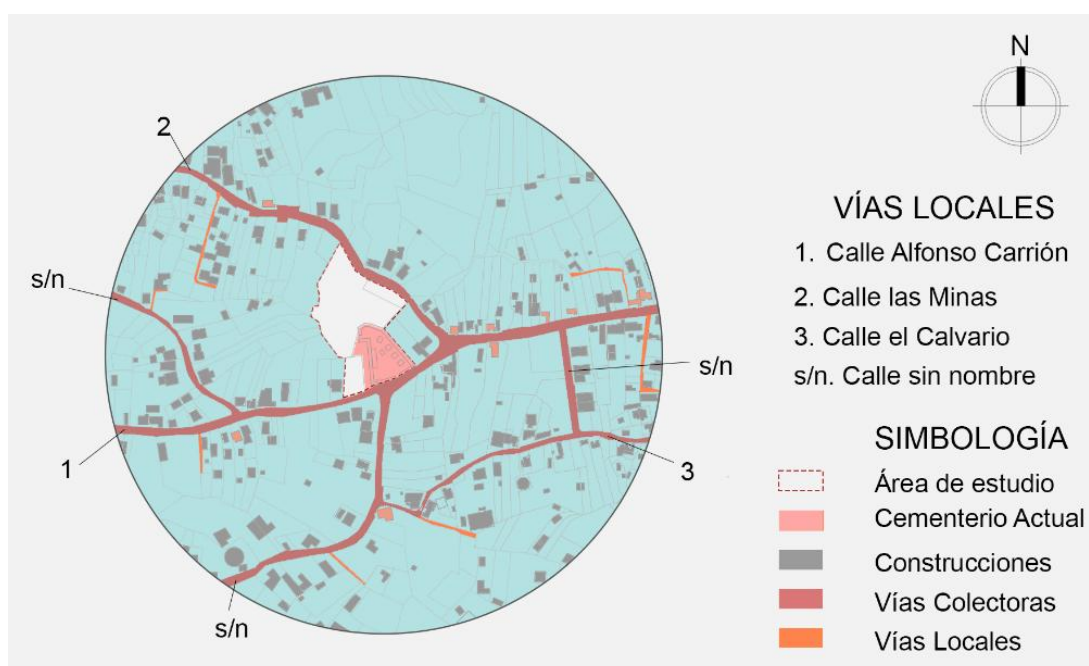 N
2
s/n
1
s/n
s/n
3
VÍAS LOCALES
1. Calle Alfonso Carrión
2. Calle las Minas
3. Calle el Calvario
s/n. Calle sin nombre
SIMBOLOGÍA
Área de estudio
Cementerio Actual
Construcciones
Vías Colectoras
Vías Locales